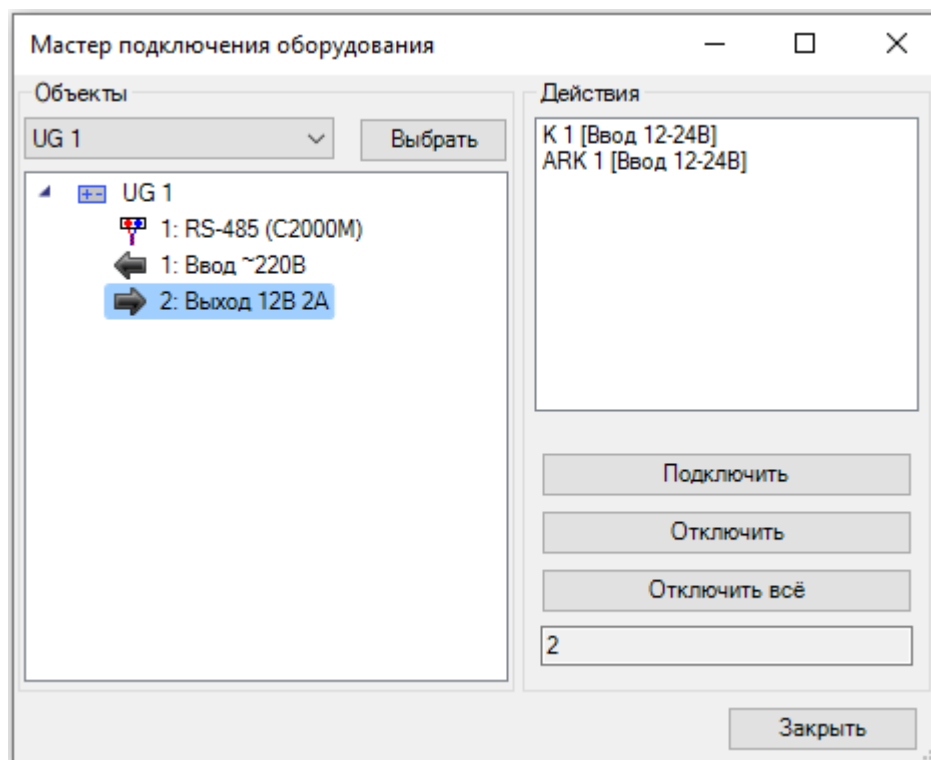 Мастер подключения оборудования
Объекты
UG 1
Выбрать
UG 1
1: RS-485 (С2000М)
1: Ввод ~220В
2: Выход 12В 2А
Действия
К 1 [Ввод 12-24В]
ARK 1 [Ввод 12-24В]
Подключить
Отключить
Отключить всё
2
Закрыть